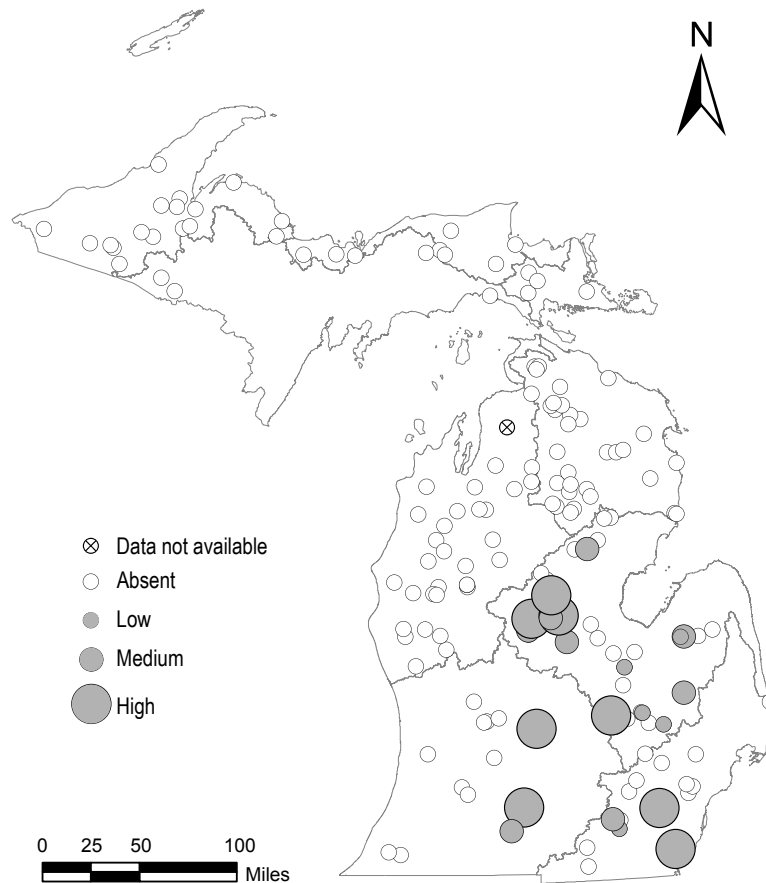 N
Data not available
Absent
Low
Medium
High
0 25 50 100
Miles